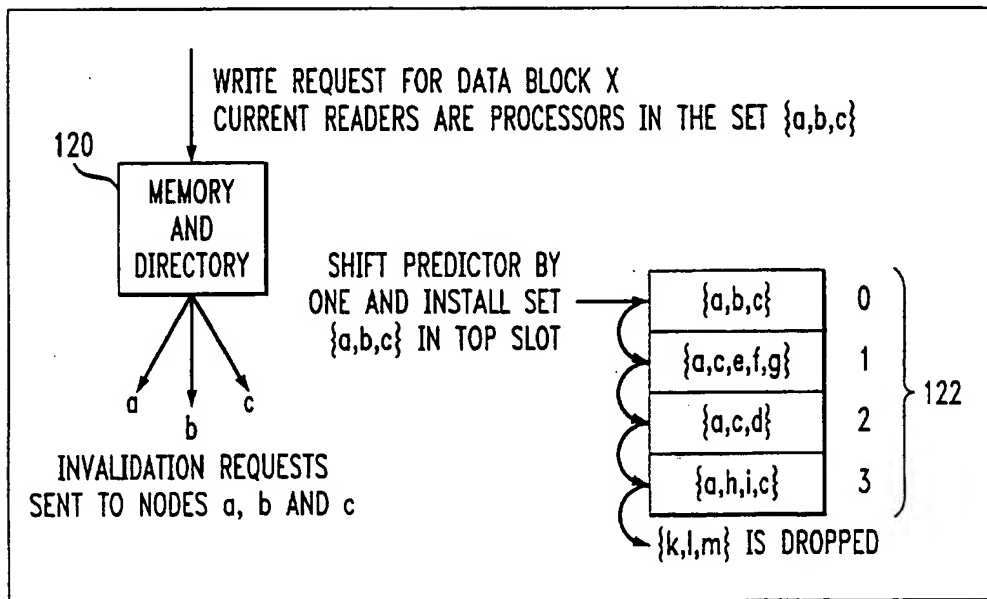 WRITE REQUEST FOR DATA BLOCK X
CURRENT READERS ARE PROCESSORS IN THE SET {a,b,c}
120
MEMORY
AND
DIRECTORY
a
b
c
INVALIDATION REQUESTS
SENT TO NODES a, b AND c
SHIFT PREDICTOR BY
ONE AND INSTALL SET
{a,b,c} IN TOP SLOT
{a,b,c} 0
{a,c,e,f,g} 1
{a,c,d} 2
{a,h,i,c} 3
122
{k,l,m} IS DROPPED